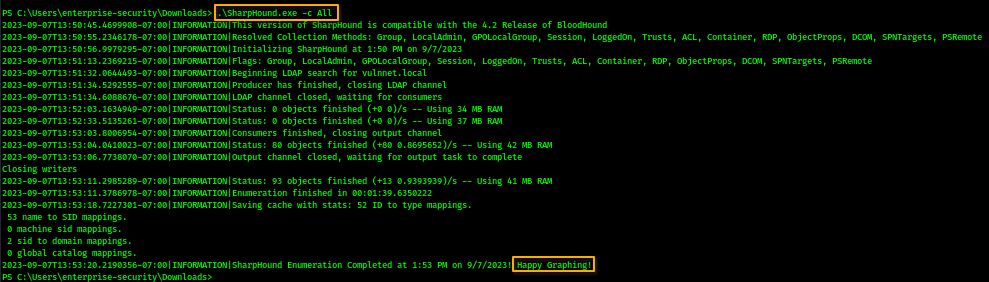 PS C:\Users\enterprise-security\Downloads> .\SharpHound.exe -c All
2023-09-07T13:50:45.4699908-07:00|INFORMATION|This version of SharpHound is compatible with the 4.2 Release of BloodHound
2023-09-07T13:50:55.2346178-07:00|INFORMATION|Resolved Collection Methods: Group, LocalAdmin, GPOLocalGroup, Session, LoggedOn, Trusts, ACL, Container, RDP, ObjectProps, DCOM, SPNTargets, PSRemote
2023-09-07T13:50:56.9979295-07:00|INFORMATION|Initializing SharpHound at 1:50 PM on 9/7/2023
2023-09-07T13:51:13.2369215-07:00|INFORMATION|Flags: Group, LocalAdmin, GPOLocalGroup, Session, LoggedOn, Trusts, ACL, Container, RDP, ObjectProps, DCOM, SPNTargets, PSRemote
2023-09-07T13:51:32.0644493-07:00|INFORMATION|Beginning LDAP search for vulnnet.local
2023-09-07T13:51:34.5292555-07:00|INFORMATION|Producer has finished, closing LDAP channel
2023-09-07T13:51:34.6088676-07:00|INFORMATION|LDAP channel closed, waiting for consumers
2023-09-07T13:52:03.1634949-07:00|INFORMATION|Status: 0 objects finished (+0 0)/s -- Using 34 MB RAM
2023-09-07T13:52:33.5135261-07:00|INFORMATION|Status: 0 objects finished (+0 0)/s -- Using 37 MB RAM
2023-09-07T13:53:03.8006954-07:00|INFORMATION|Consumers finished, closing output channel
2023-09-07T13:53:04.0410023-07:00|INFORMATION|Status: 80 objects finished (+80 0.8695652)/s -- Using 42 MB RAM
2023-09-07T13:53:06.7738070-07:00|INFORMATION|Output channel closed, waiting for output task to complete
Closing writers
2023-09-07T13:53:11.2985289-07:00|INFORMATION|Status: 93 objects finished (+13 0.9393939)/s -- Using 41 MB RAM
2023-09-07T13:53:11.3786978-07:00|INFORMATION|Enumeration finished in 00:01:39.6350222
2023-09-07T13:53:18.7227301-07:00|INFORMATION|Saving cache with stats: 52 ID to type mappings.
53 name to SID mappings.
0 machine sid mappings.
2 sid to domain mappings.
0 global catalog mappings.
2023-09-07T13:53:20.2190356-07:00|INFORMATION|SharpHound Enumeration Completed at 1:53 PM on 9/7/2023! Happy Graphing!
PS C:\Users\enterprise-security\Downloads>